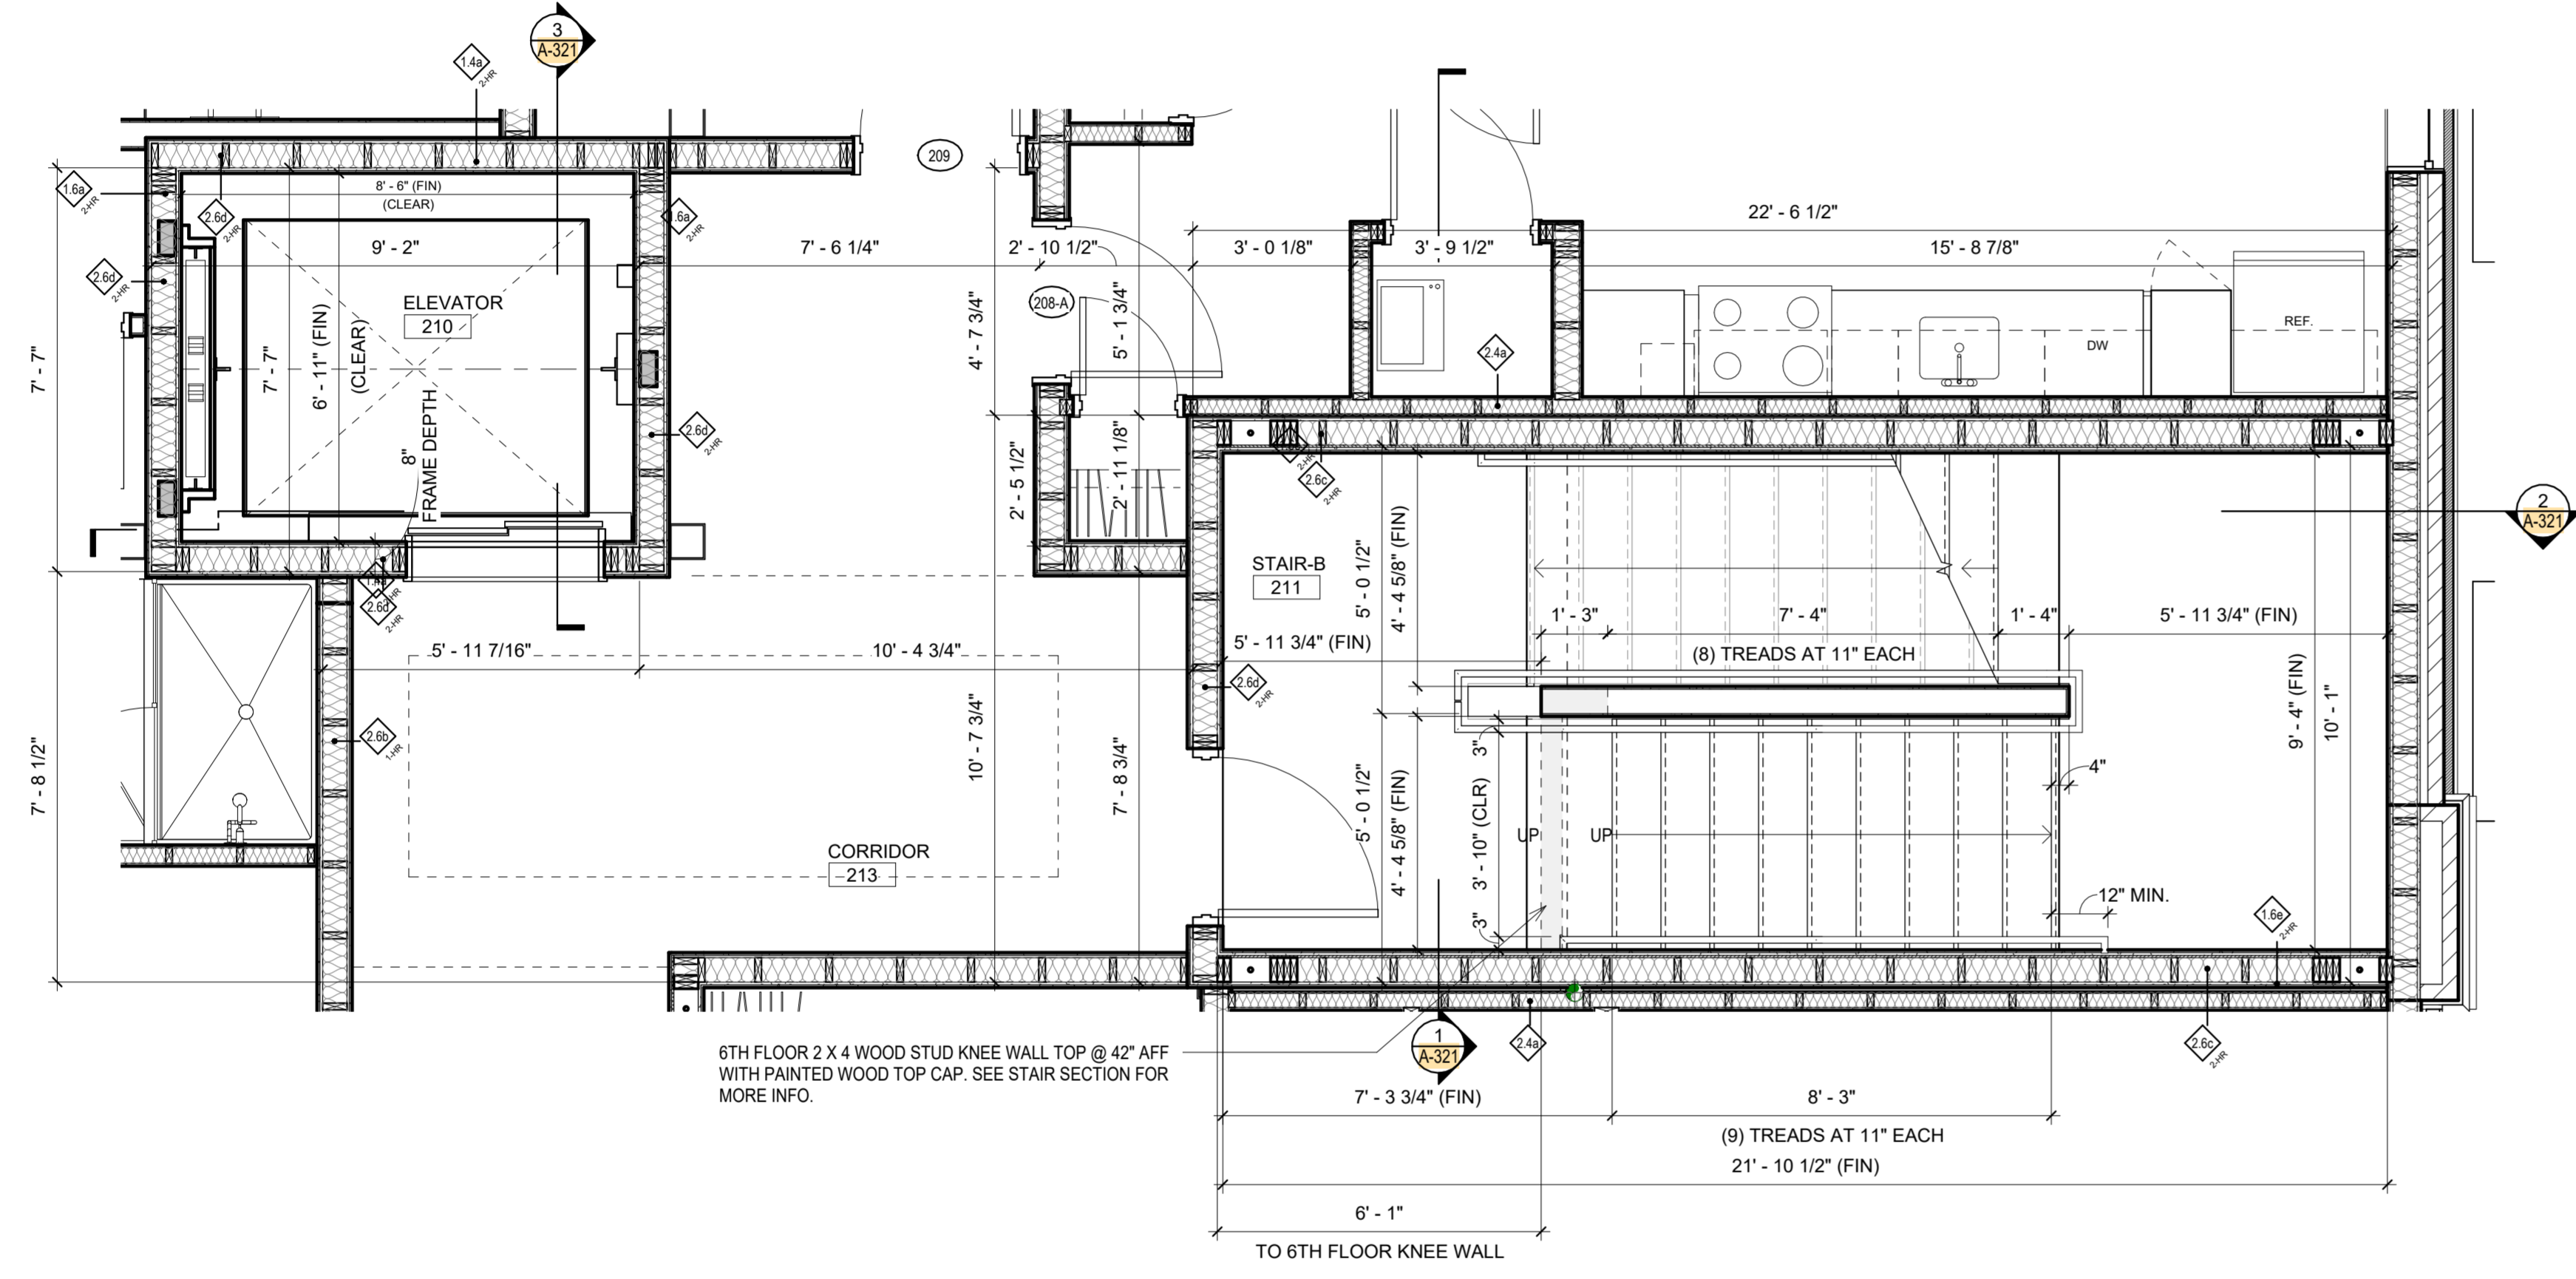 3
A-321
1.4a
2-HR
209
1.6a
2-HR
8' - 6" (FIN)
(CLEAR)
2.6d
2-HR
1.6a
2-HR
22' - 6 1/2"
9' - 2"
7' - 6 1/4"
2' - 10 1/2"
3' - 0 1/8"
3' - 9 1/2"
15' - 8 7/8"
2.6d
2-HR
ELEVATOR
210
208-A
7' - 7"
7' - 7"
6' - 11" (FIN)
(CLEAR)
4' - 7 3/4"
5' - 1 3/4"
2.4a
DW
REF.
8"
FRAME DEPTH
2.6d
2-HR
2' - 5 1/2"
2' - 11 1/8"
2-HR
2.6c
2-HR
2
A-321
1.4a
2-HR
2.6d
2-HR
STAIR-B
211
5' - 0 1/2"
4' - 4 5/8" (FIN)
1' - 3"
7' - 4"
1' - 4"
5' - 11 3/4" (FIN)
5' - 11 7/16"
10' - 4 3/4"
5' - 11 3/4" (FIN)
(8) TREADS AT 11" EACH
2.6d
2-HR
2.6b
1-HR
7' - 8 1/2"
10' - 7 3/4"
7' - 8 3/4"
9' - 4" (FIN)
10' - 1"
5' - 0 1/2"
4' - 4 5/8" (FIN)
3"
3' - 10" (CLR)
3"
4"
UP
UP
CORRIDOR
213
12" MIN.
1.6e
2-HR
6TH FLOOR 2 X 4 WOOD STUD KNEE WALL TOP @ 42" AFF
WITH PAINTED WOOD TOP CAP. SEE STAIR SECTION FOR
MORE INFO.
1
A-321
2.4a
2.6c
2-HR
7' - 3 3/4" (FIN)
8' - 3"
(9) TREADS AT 11" EACH
21' - 10 1/2" (FIN)
6' - 1"
TO 6TH FLOOR KNEE WALL